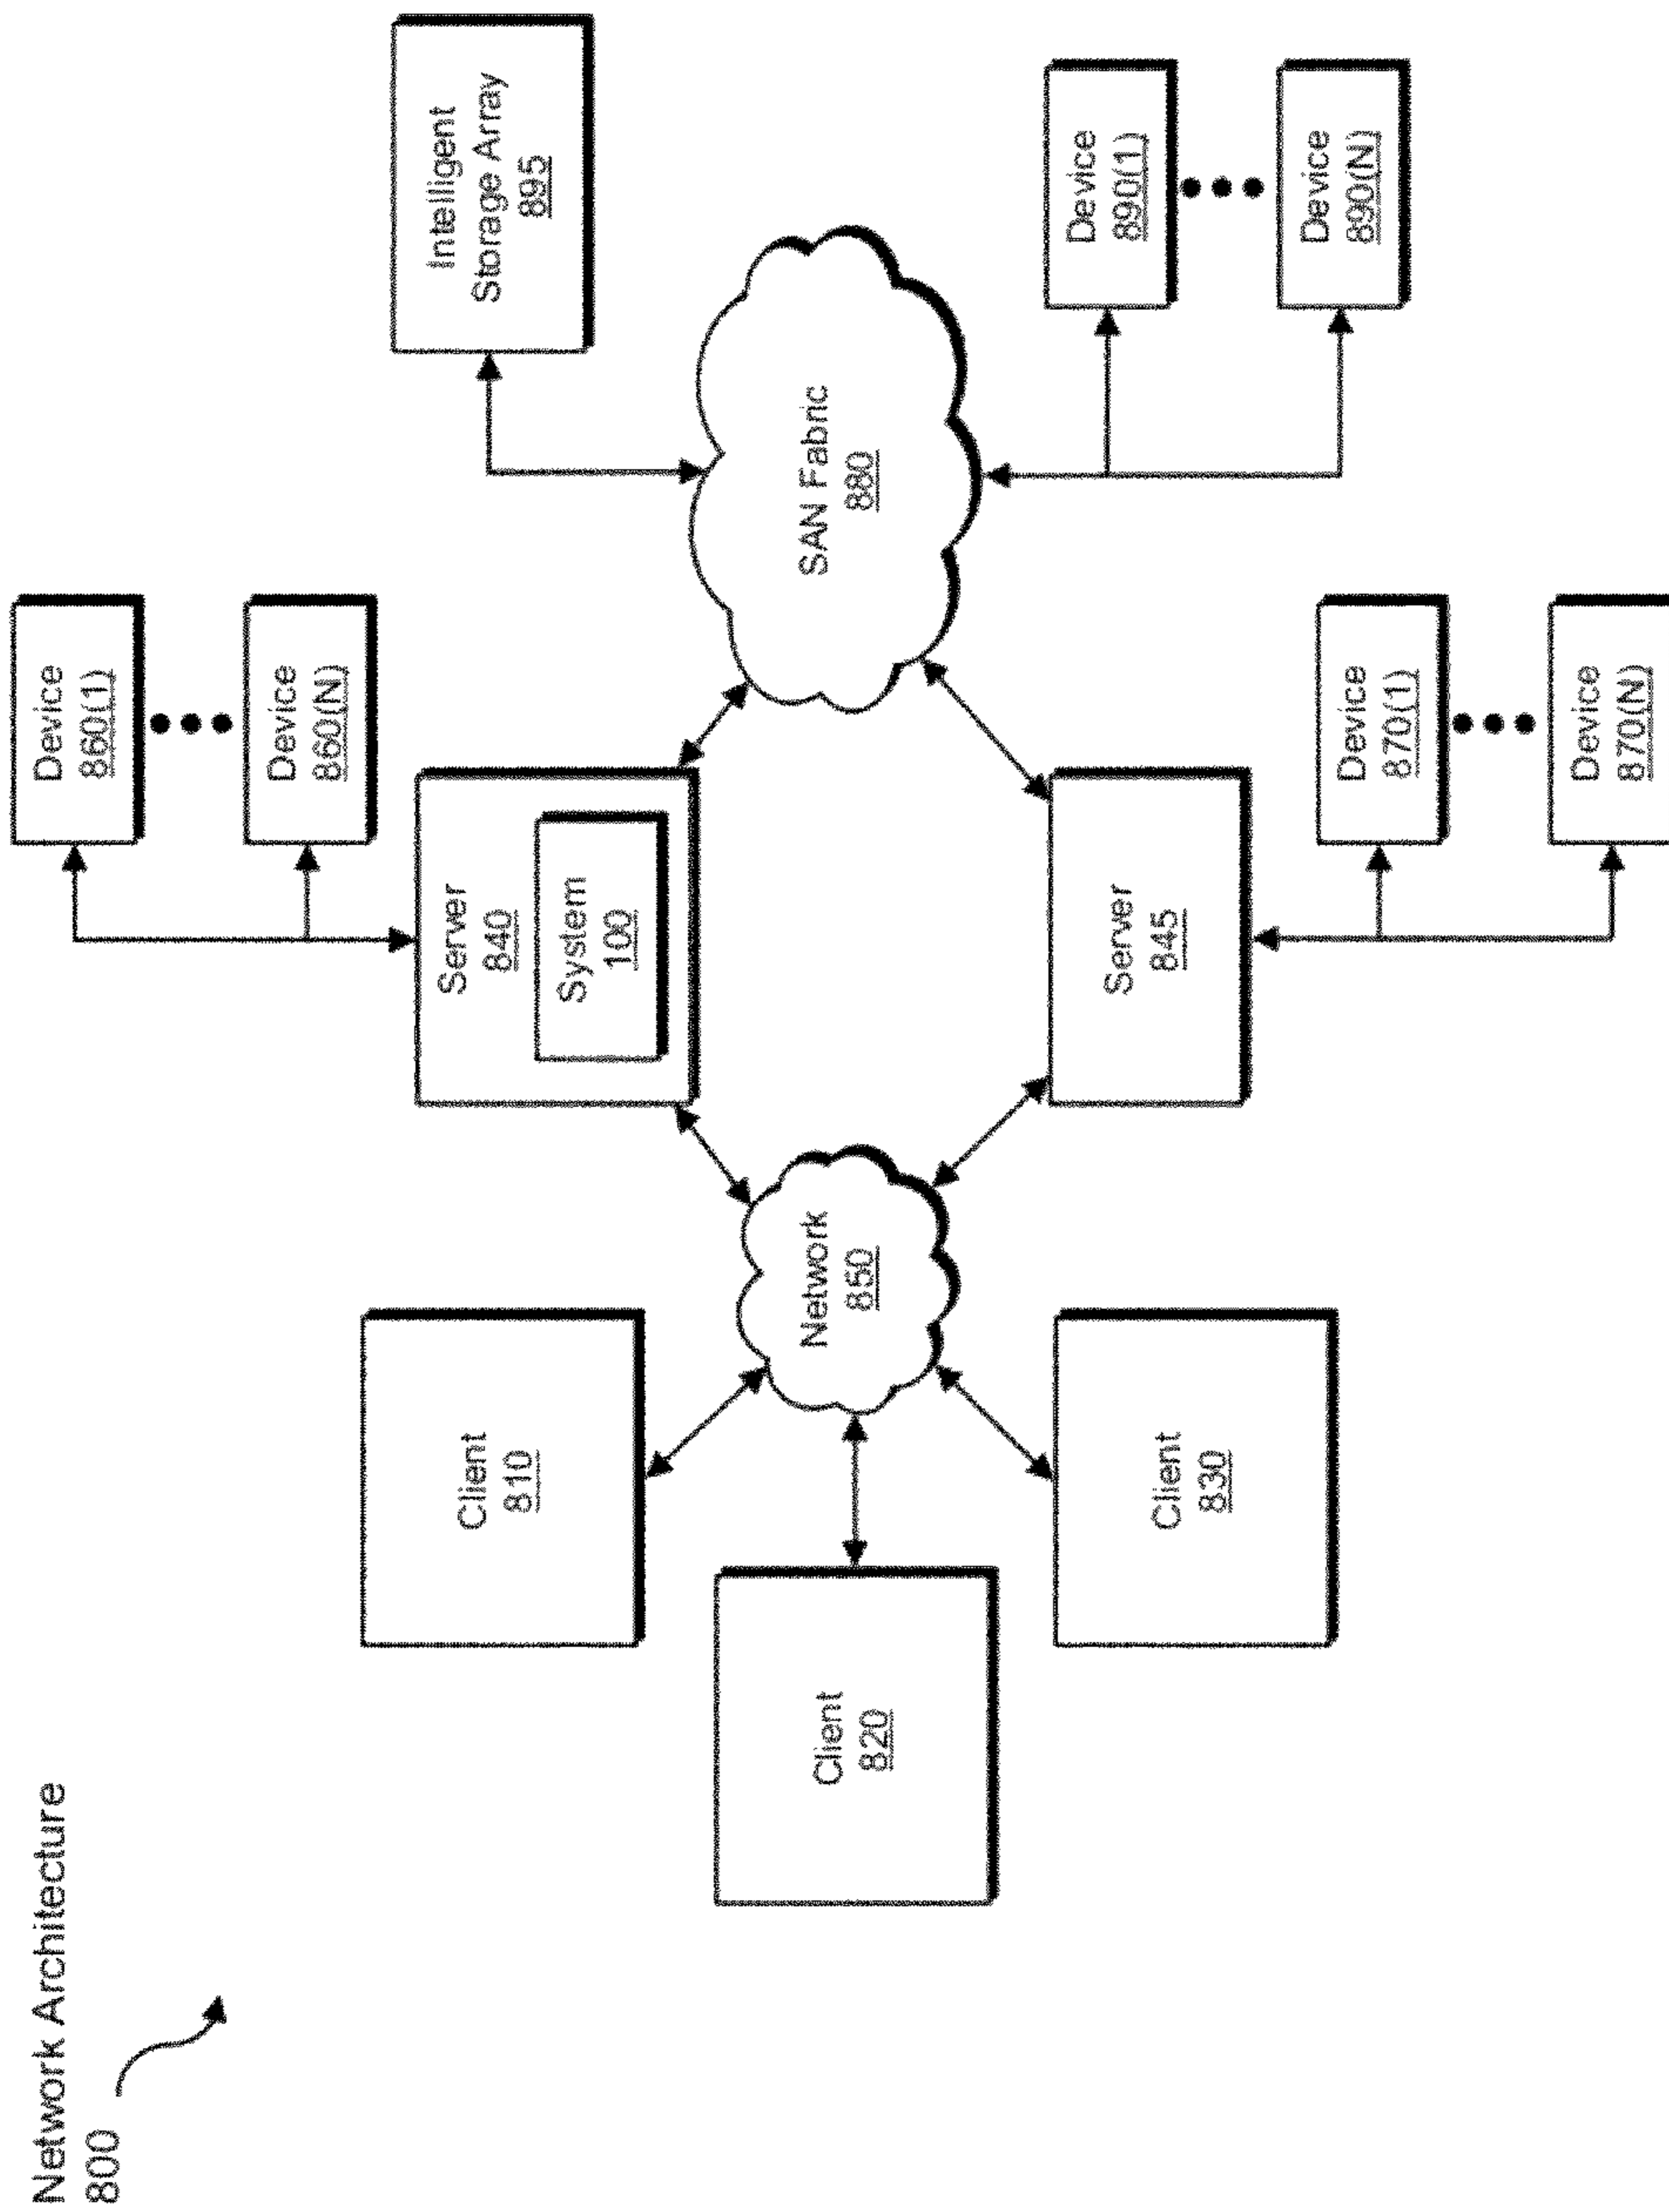 Network Architecture
800
Device
860(1)
Device
860(N)
Server
840
System
100
Intelligent
Storage Array
895
Client
810
Client
820
Network
850
SAN Fabric
880
Client
830
Server
845
Device
890(1)
Device
890(N)
Device
870(1)
Device
870(N)